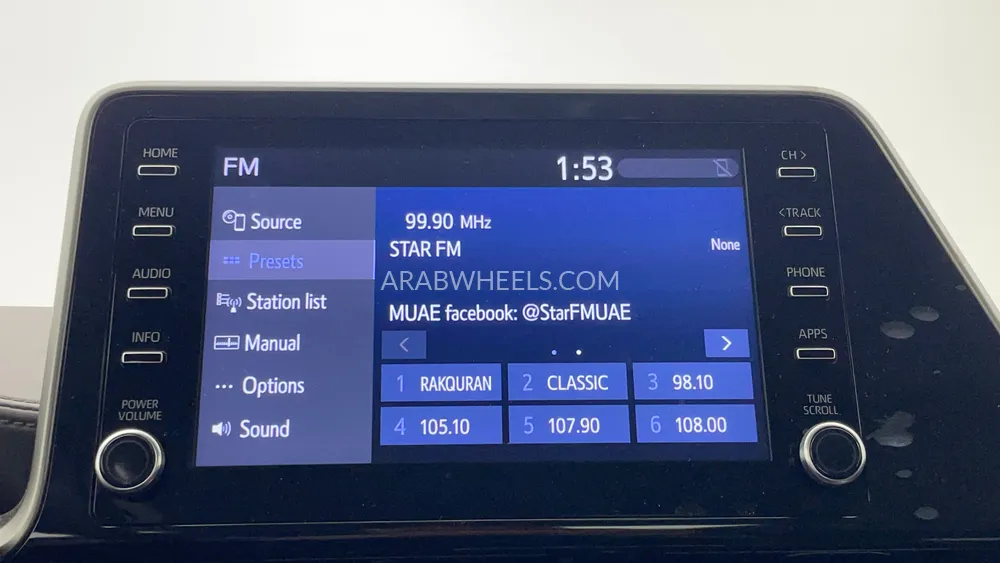 HOME
MENU
AUDIO
INFO
POWER
VOLUME
FM
1:53
Source
Presets
Station list
Manual
Options
Sound
99.90 MHz
STAR FM
None
ARABWHEELS.COM
MUAE facebook: @StarFMUAE
< >
1 RAKQURAN
2 CLASSIC
3 98.10
4 105.10
5 107.90
6 108.00
CH >
<TRACK
PHONE
APPS
TUNE
SCROLL